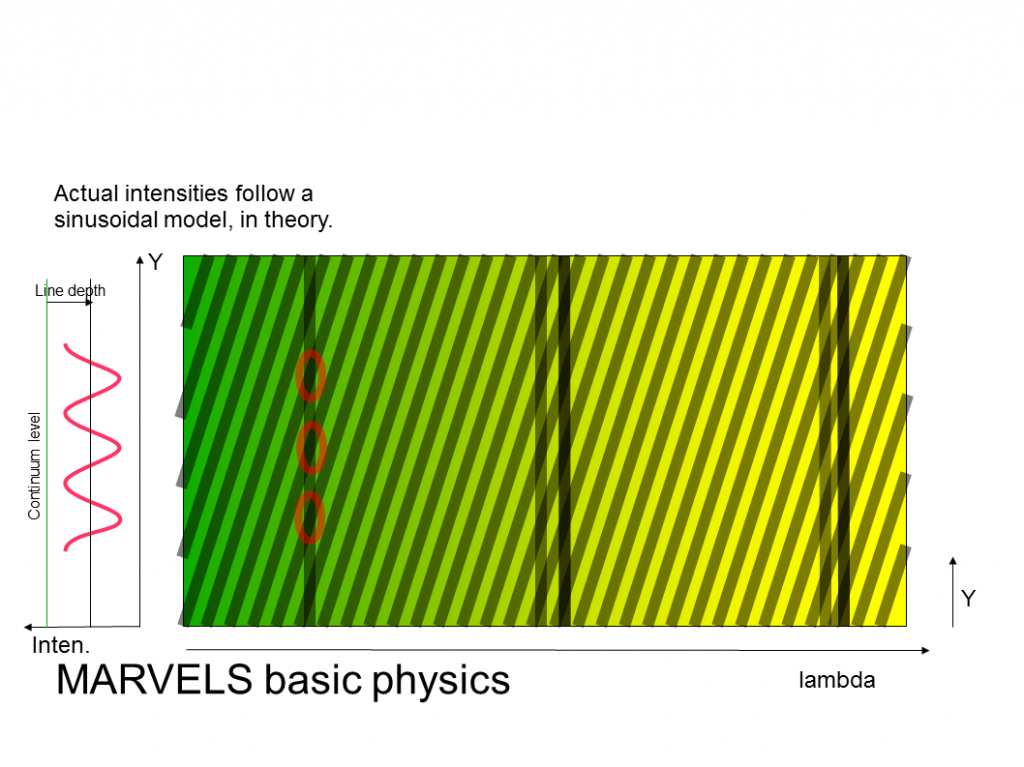 Actual intensities follow a
sinusoidal model, in theory.
Y
Line depth
Continuum level
Y
Inten.
MARVELS basic physics
lambda